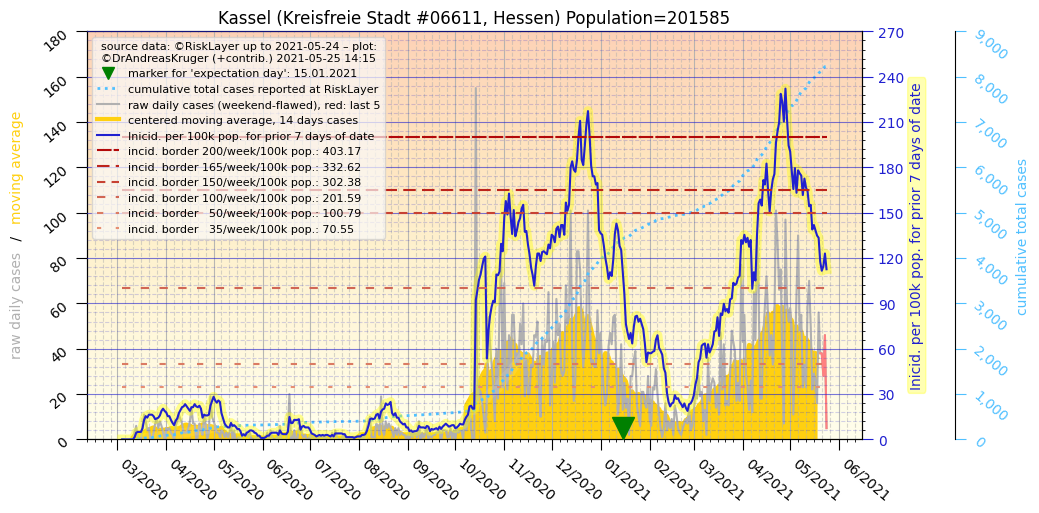 Kassel (Kreisfreie Stadt #06611, Hessen) Population=201585
source data: ©RiskLayer up to 2021-05-24 – plot:
©DrAndreasKruger (+contrib.) 2021-05-25 14:15
marker for 'expectation day': 15.01.2021
cumulative total cases reported at RiskLayer
raw daily cases (weekend-flawed), red: last 5
centered moving average, 14 days cases
Inicid. per 100k pop. for prior 7 days of date
incid. border 200/week/100k pop.: 403.17
incid. border 165/week/100k pop.: 332.62
incid. border 150/week/100k pop.: 302.38
incid. border 100/week/100k pop.: 201.59
incid. border   50/week/100k pop.: 100.79
incid. border   35/week/100k pop.: 70.55
raw daily cases / moving average
180
160
140
120
100
80
60
40
20
0
03/2020
04/2020
05/2020
06/2020
07/2020
08/2020
09/2020
10/2020
11/2020
12/2020
01/2021
02/2021
03/2021
04/2021
05/2021
06/2021
270
240
210
180
150
120
90
60
30
0
Inicid. per 100k pop. for prior 7 days of date
9,000
8,000
7,000
6,000
5,000
4,000
3,000
2,000
1,000
0
cumulative total cases